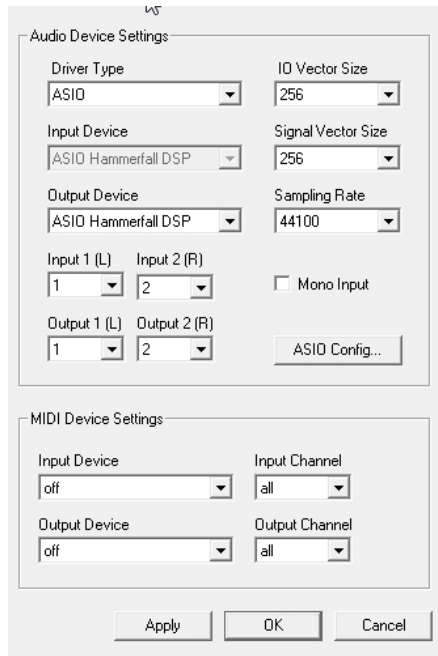 Audio Device Settings
Driver Type
IO Vector Size
ASIO
256
Input Device
Signal Vector Size
ASIO Hammerfall DSP
256
Output Device
Sampling Rate
ASIO Hammerfall DSP
44100
Input 1 (L)
Input 2 (R)
1
2
Mono Input
Output 1 (L)
Output 2 (R)
1
2
ASIO Config...
MIDI Device Settings
Input Device
Input Channel
off
all
Output Device
Output Channel
off
all
Apply
OK
Cancel